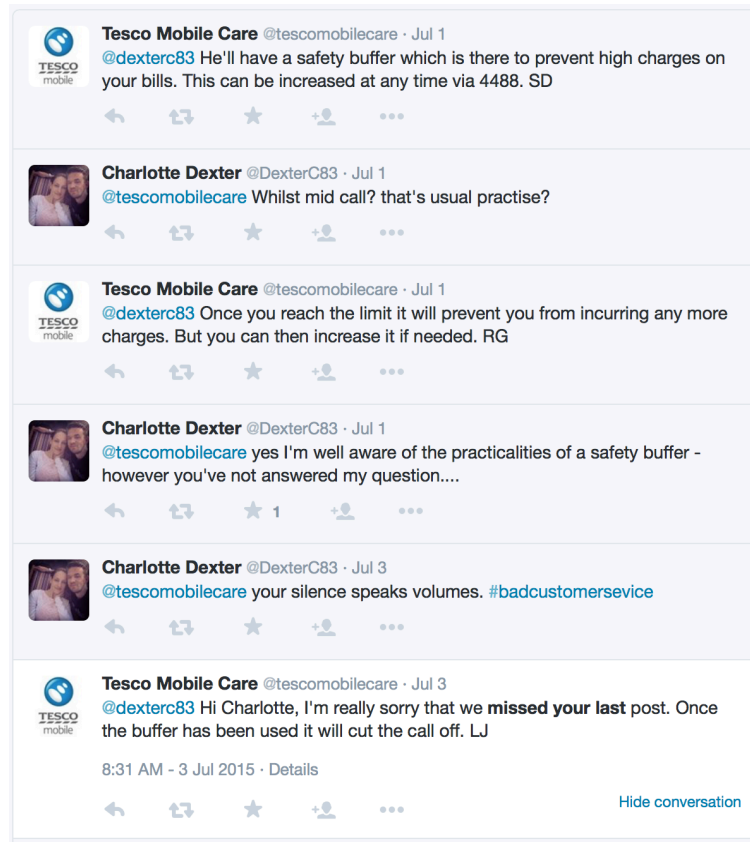 Tesco Mobile Care @tescomobilecare · Jul 1
@dexterc83 He'll have a safety buffer which is there to prevent high charges on
your bills. This can be increased at any time via 4488. SD
TESCO
mobile
Charlotte Dexter @DexterC83 · Jul 1
@tescomobilecare Whilst mid call? that's usual practise?
Tesco Mobile Care @tescomobilecare · Jul 1
@dexterc83 Once you reach the limit it will prevent you from incurring any more
charges. But you can then increase it if needed. RG
TESCO
mobile
Charlotte Dexter @DexterC83 · Jul 1
@tescomobilecare yes I'm well aware of the practicalities of a safety buffer -
however you've not answered my question....
1
Charlotte Dexter @DexterC83 · Jul 3
@tescomobilecare your silence speaks volumes. #badcustomersevice
Tesco Mobile Care @tescomobilecare · Jul 3
@dexterc83 Hi Charlotte, I'm really sorry that we missed your last post. Once
the buffer has been used it will cut the call off. LJ
TESCO
mobile
8:31 AM - 3 Jul 2015 · Details
Hide conversation